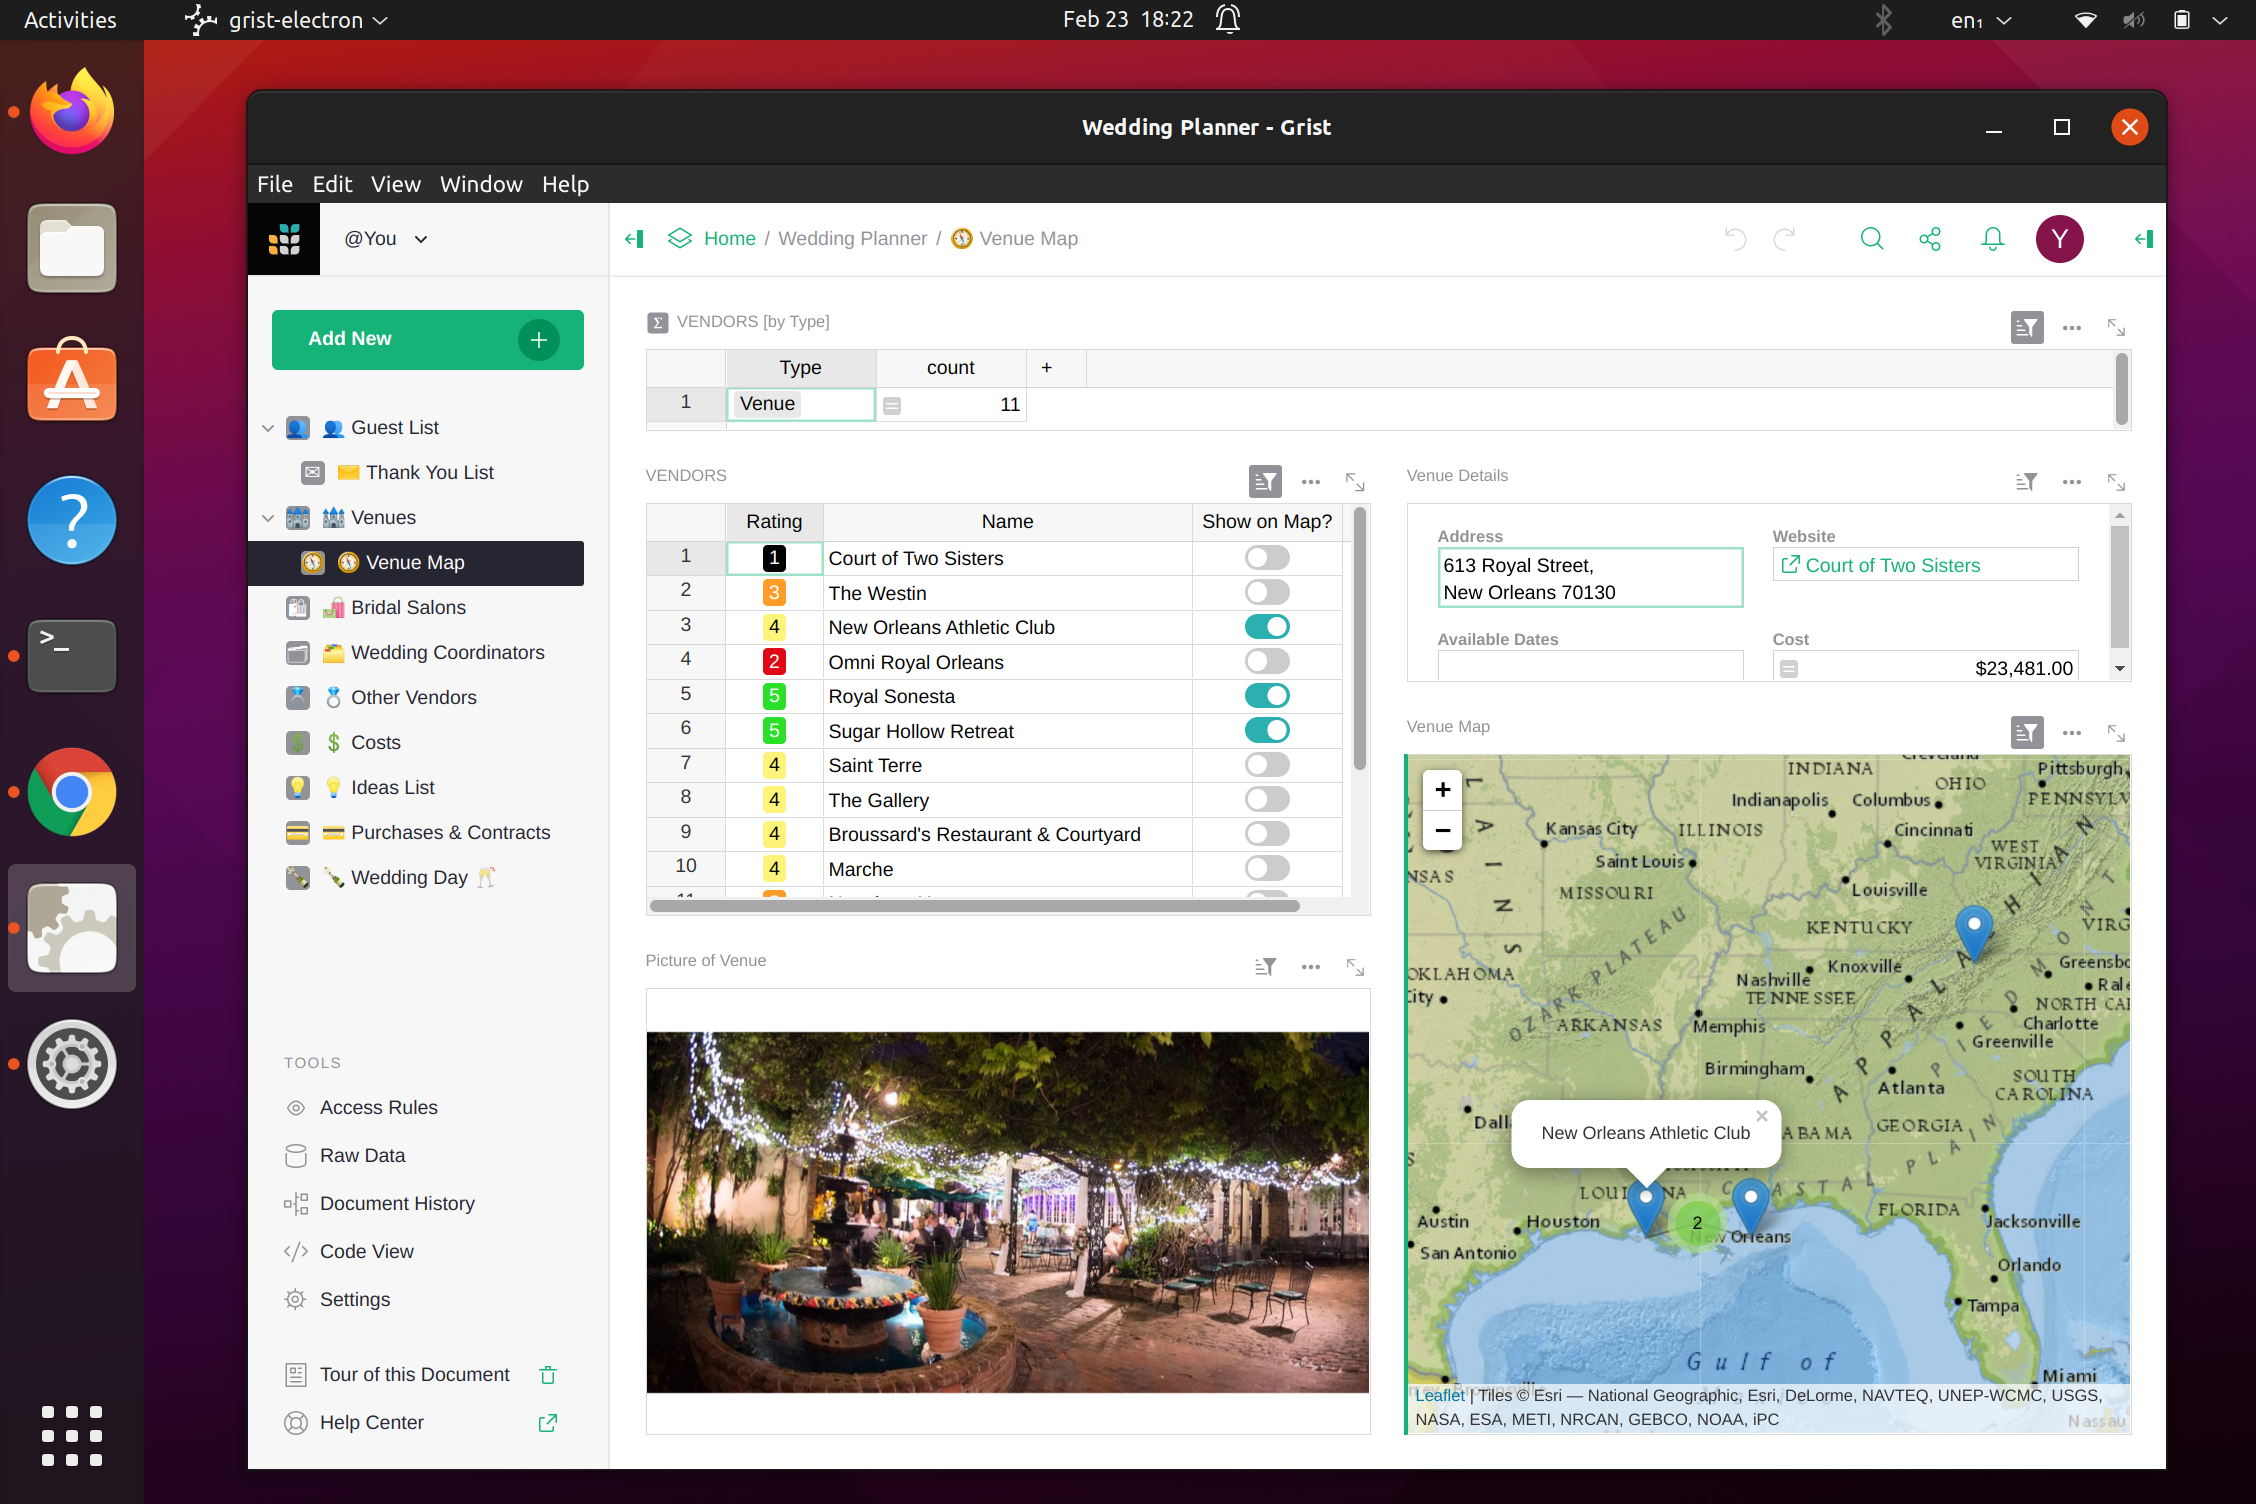 Activities
grist-electron
Feb 23 18:22
en₁
Wedding Planner - Grist
File Edit View Window Help
@You
Home / Wedding Planner / Venue Map
Y
Add New +
Guest List
Thank You List
Venues
Venue Map
Bridal Salons
Wedding Coordinators
Other Vendors
Costs
Ideas List
Purchases & Contracts
Wedding Day
TOOLS
Access Rules
Raw Data
Document History
Code View
Settings
Tour of this Document
Help Center
VENDORS [by Type]
Type count +
1 Venue 11
VENDORS
Rating Name Show on Map?
1 1 Court of Two Sisters
2 3 The Westin
3 4 New Orleans Athletic Club
4 2 Omni Royal Orleans
5 5 Royal Sonesta
6 5 Sugar Hollow Retreat
7 4 Saint Terre
8 4 The Gallery
9 4 Broussard's Restaurant & Courtyard
10 4 Marche
Picture of Venue
Venue Details
Address
613 Royal Street,
New Orleans 70130
Website
Court of Two Sisters
Available Dates
Cost
$23,481.00
Venue Map
+
−
INDIANA
OHIO
Pittsburgh
Indianapolis
Columbus
Kansas City
ILLINOIS
Cincinnati
WEST
VIRGINIA
Saint Louis
MISSOURI
Louisville
KENTUCKY
OKLAHOMA
City
OZARK PLATEAU
Nashville
Knoxville
TENNESSEE
NORTH CA
ARKANSAS
Memphis
Charlotte
Greenville
Birmingham
Atlanta
SOUTH
CAROLINA
New Orleans Athletic Club ×
GEORGIA
COASTAL PLAIN
2
New Orleans
FLORIDA
Austin
Houston
Jacksonville
San Antonio
Orlando
Tampa
Gulf of
Miami
Leaflet | Tiles © Esri — National Geographic, Esri, DeLorme, NAVTEQ, UNEP-WCMC, USGS,
NASA, ESA, METI, NRCAN, GEBCO, NOAA, iPC
Nassau